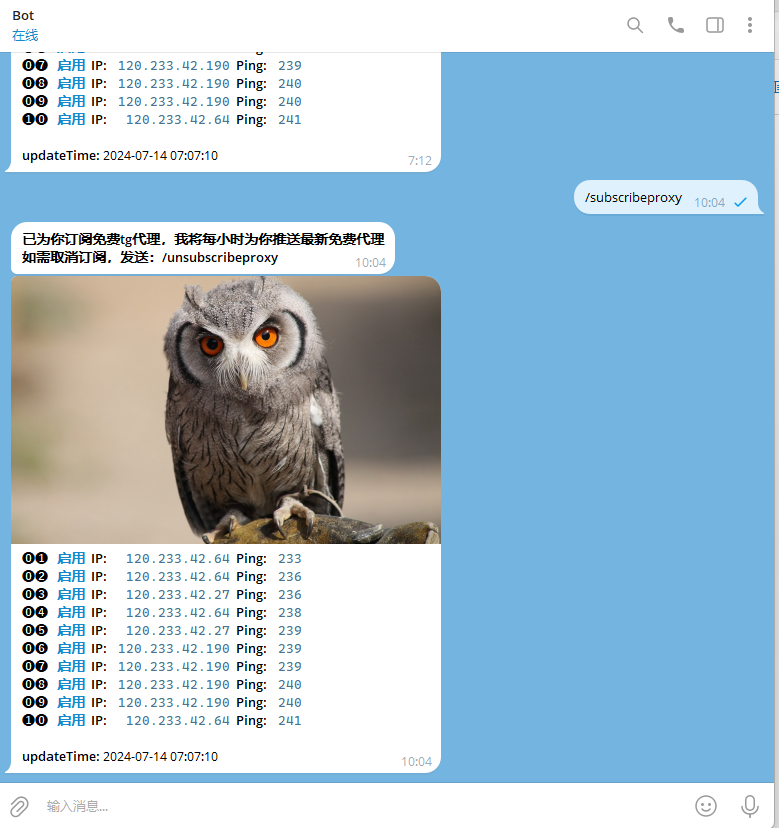 Bot
在线
⓿❼ 启用 IP: 120.233.42.190 Ping: 239
⓿❽ 启用 IP: 120.233.42.190 Ping: 240
⓿❾ 启用 IP: 120.233.42.190 Ping: 240
❶⓿ 启用 IP: 120.233.42.64 Ping: 241
updateTime: 2024-07-14 07:07:10
7:12
/subscribeproxy 10:04
已为你订阅免费tg代理，我将每小时为你推送最新免费代理
如需取消订阅，发送：/unsubscribeproxy
10:04
⓿❶ 启用 IP: 120.233.42.64 Ping: 233
⓿❷ 启用 IP: 120.233.42.64 Ping: 236
⓿❸ 启用 IP: 120.233.42.27 Ping: 236
⓿❹ 启用 IP: 120.233.42.64 Ping: 238
⓿❺ 启用 IP: 120.233.42.27 Ping: 239
⓿❻ 启用 IP: 120.233.42.190 Ping: 239
⓿❼ 启用 IP: 120.233.42.190 Ping: 239
⓿❽ 启用 IP: 120.233.42.190 Ping: 240
⓿❾ 启用 IP: 120.233.42.190 Ping: 240
❶⓿ 启用 IP: 120.233.42.64 Ping: 241
updateTime: 2024-07-14 07:07:10
10:04
输入消息...